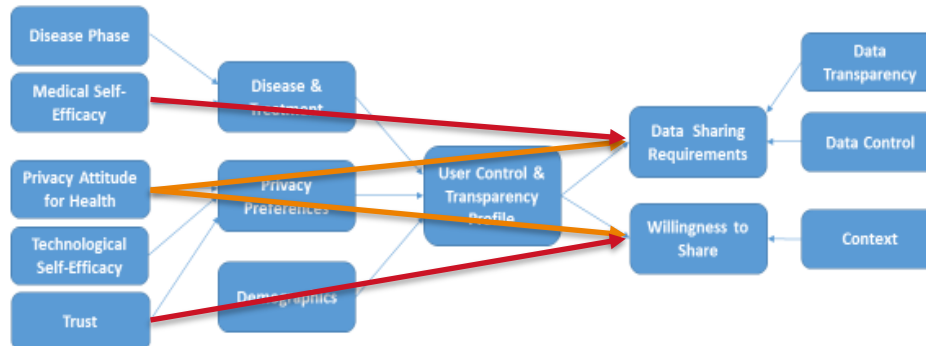 Disease Phase
Medical Self-
Efficacy
Privacy Attitude
for Health
Technological
Self-Efficacy
Trust
Disease &
Treatment
Privacy
Preferences
Demographics
User Control &
Transparency
Profile
Data Sharing
Requirements
Willingness to
Share
Data
Transparency
Data Control
Context